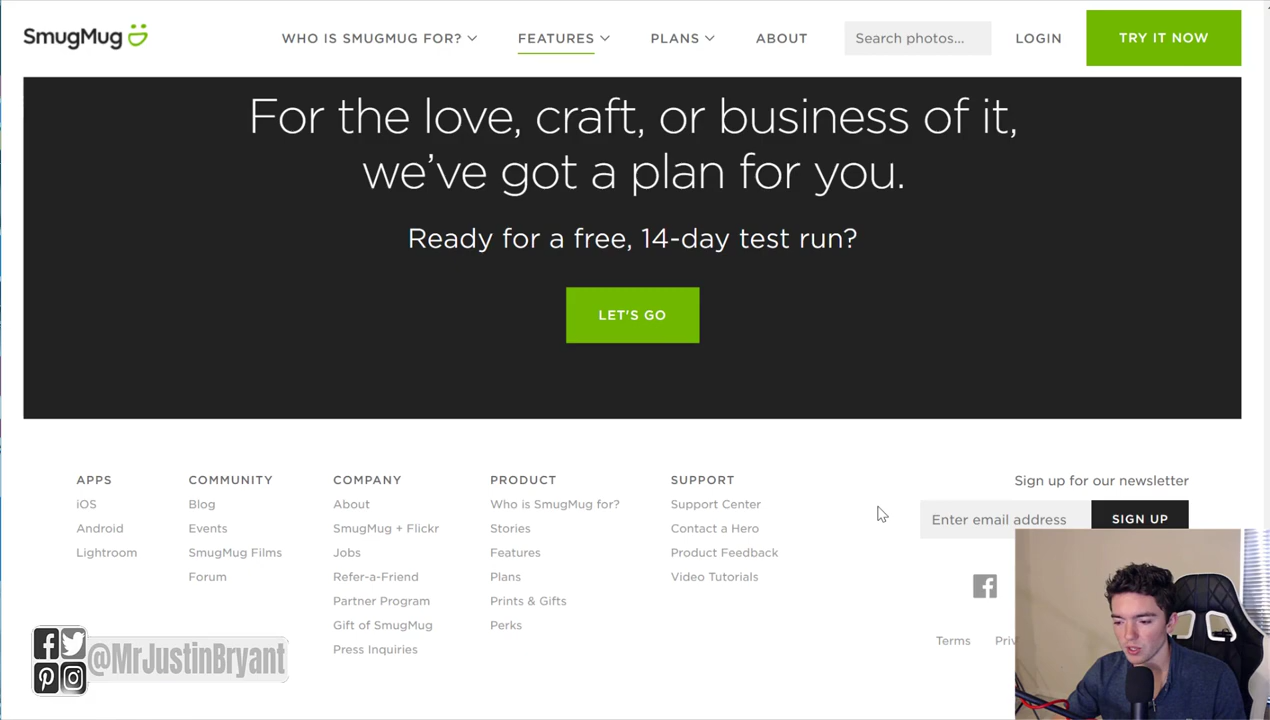 SmugMug
WHO IS SMUGMUG FOR?
FEATURES
PLANS
ABOUT
Search photos...
LOGIN
TRY IT NOW
For the love, craft, or business of it,
we've got a plan for you.
Ready for a free, 14-day test run?
LET'S GO
APPS
iOS
Android
Lightroom
COMMUNITY
Blog
Events
SmugMug Films
Forum
COMPANY
About
SmugMug + Flickr
Jobs
Refer-a-Friend
Partner Program
Gift of SmugMug
Press Inquiries
PRODUCT
Who is SmugMug for?
Stories
Features
Plans
Prints & Gifts
Perks
SUPPORT
Support Center
Contact a Hero
Product Feedback
Video Tutorials
Sign up for our newsletter
Enter email address
SIGN UP
Terms
@MrJustinBryant